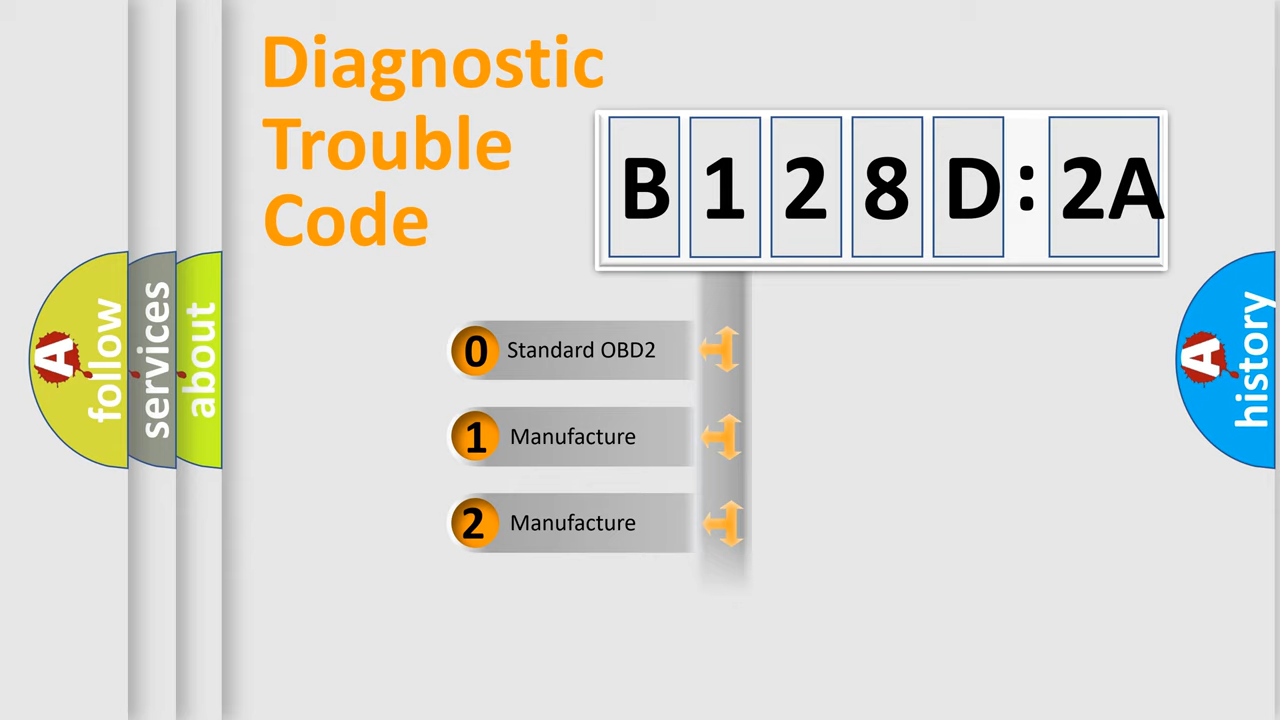 Diagnostic
Trouble
Code
B 1 2 8 D : 2A
0 Standard OBD2
1 Manufacture
2 Manufacture
A follow
services
about
A history